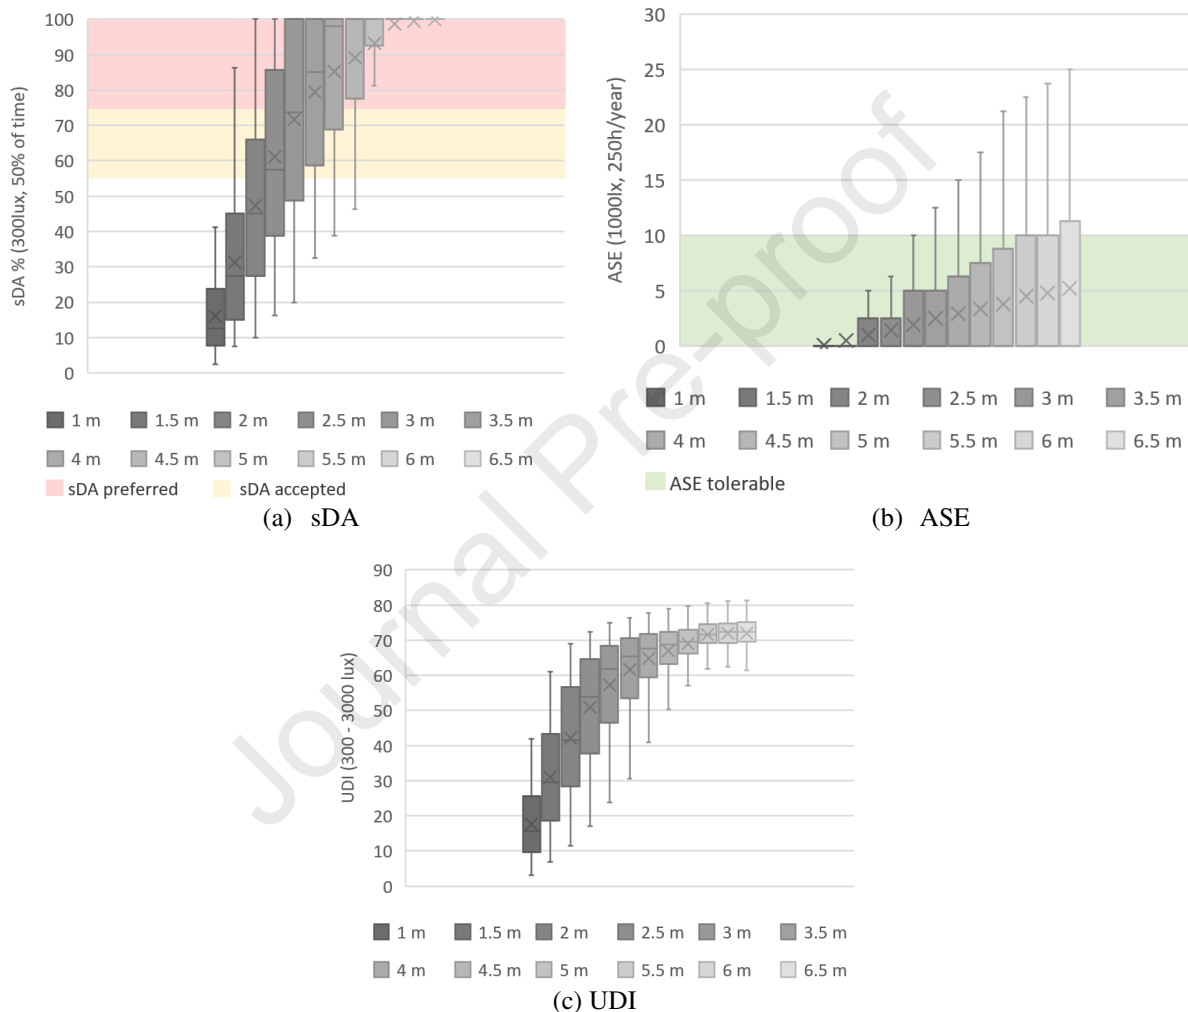 sDA % (300lux, 50% of time)
100
90
80
70
60
50
40
30
20
10
0
1 m 1.5 m 2 m 2.5 m 3 m 3.5 m
4 m 4.5 m 5 m 5.5 m 6 m 6.5 m
sDA preferred sDA accepted
(a) sDA
ASE (1000lx, 250h/year)
30
25
20
15
10
5
0
1 m 1.5 m 2 m 2.5 m 3 m 3.5 m
4 m 4.5 m 5 m 5.5 m 6 m 6.5 m
ASE tolerable
(b) ASE
UDI (300 - 3000 lux)
90
80
70
60
50
40
30
20
10
0
1 m 1.5 m 2 m 2.5 m 3 m 3.5 m
4 m 4.5 m 5 m 5.5 m 6 m 6.5 m
(c) UDI
Journal Pre-proof